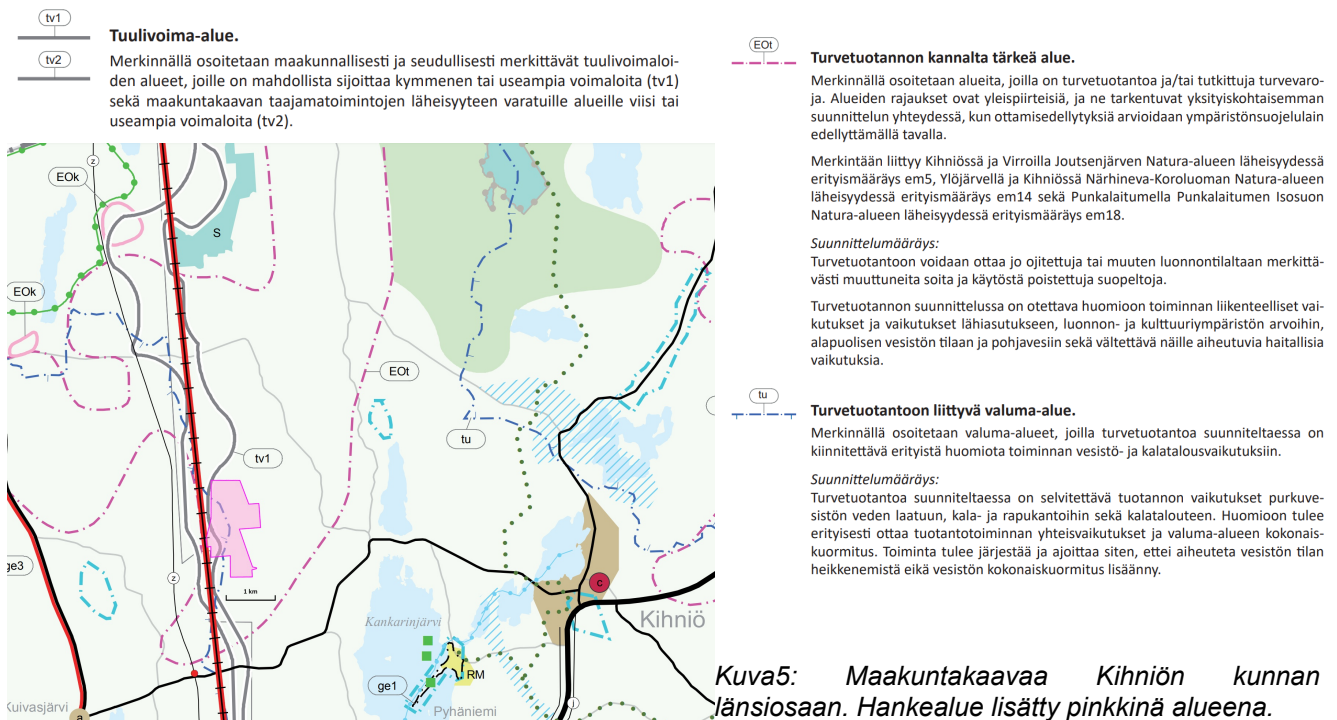 tv1
tv2
Tuulivoima-alue.
Merkinnällä osoitetaan maakunnallisesti ja seudullisesti merkittävät tuulivoimaloi-
den alueet, joille on mahdollista sijoittaa kymmenen tai useampia voimaloita (tv1)
sekä maakuntakaavan taajamatoimintojen läheisyyteen varatuille alueille viisi tai
useampia voimaloita (tv2).
z
EOk
S
EOk
EOt
tu
tv1
ge3
z
1 km
c
Kihniö
Kankarinjärvi
RM
ge1
Kuivasjärvi
a
Pyhäniemi
j
EOt
Turvetuotannon kannalta tärkeä alue.
Merkinnällä osoitetaan alueita, joilla on turvetuotantoa ja/tai tutkittuja turvevaro-
ja. Alueiden rajaukset ovat yleispiirteisiä, ja ne tarkentuvat yksityiskohtaisemman
suunnittelun yhteydessä, kun ottamisedellytyksiä arvioidaan ympäristönsuojelulain
edellyttämällä tavalla.
Merkintään liittyy Kihniössä ja Virroilla Joutsenjärven Natura-alueen läheisyydessä
erityismääräys em5, Ylöjärvellä ja Kihniössä Närhineva-Koroluoman Natura-alueen
läheisyydessä erityismääräys em14 sekä Punkalaitumella Punkalaitumen Isosuon
Natura-alueen läheisyydessä erityismääräys em18.
Suunnittelumääräys:
Turvetuotantoon voidaan ottaa jo ojitettuja tai muuten luonnontilaltaan merkittä-
västi muuttuneita soita ja käytöstä poistettuja suopeltoja.
Turvetuotannon suunnittelussa on otettava huomioon toiminnan liikenteelliset vai-
kutukset ja vaikutukset lähiasutukseen, luonnon- ja kulttuuriympäristön arvoihin,
alapuolisen vesistön tilaan ja pohjavesiin sekä vältettävä näille aiheutuvia haitallisia
vaikutuksia.
tu
Turvetuotantoon liittyvä valuma-alue.
Merkinnällä osoitetaan valuma-alueet, joilla turvetuotantoa suunniteltaessa on
kiinnitettävä erityistä huomiota toiminnan vesistö- ja kalatalousvaikutuksiin.
Suunnittelumääräys:
Turvetuotantoa suunniteltaessa on selvitettävä tuotannon vaikutukset purkuve-
sistön veden laatuun, kala- ja rapukantoihin sekä kalatalouteen. Huomioon tulee
erityisesti ottaa tuotantotoiminnan yhteisvaikutukset ja valuma-alueen kokonais-
kuormitus. Toiminta tulee järjestää ja ajoittaa siten, ettei aiheuteta vesistön tilan
heikkenemistä eikä vesistön kokonaiskuormitus lisäänny.
Kuva5: Maakuntakaavaa Kihniön kunnan
länsiosaan. Hankealue lisätty pinkkinä alueena.